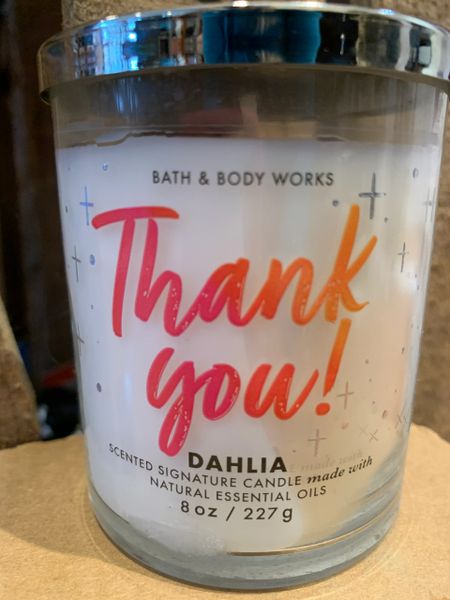 BATH & BODY WORKS
Thank
you!
DAHLIA
SCENTED SIGNATURE CANDLE made with
NATURAL ESSENTIAL OILS
8 oz / 227 g